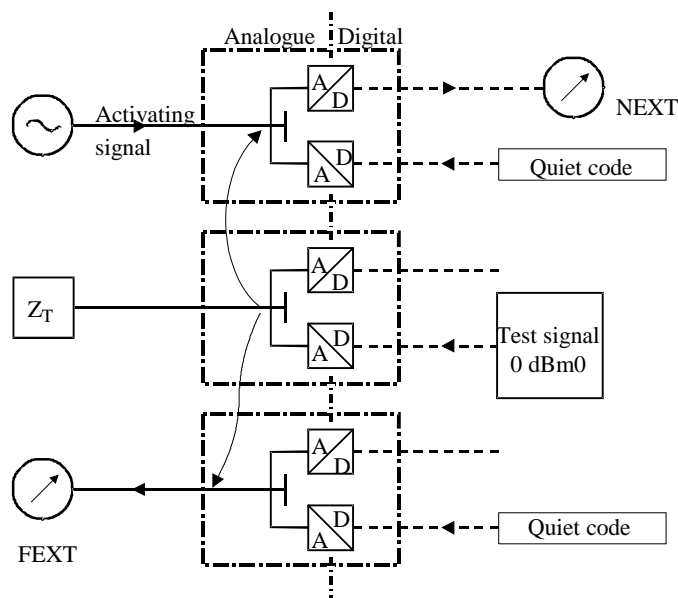 Analogue Digital
A
D
Activating
signal
NEXT
D
A
Quiet code
A
D
Z_T
Test signal
0 dBm0
D
A
A
D
FEXT
D
A
Quiet code